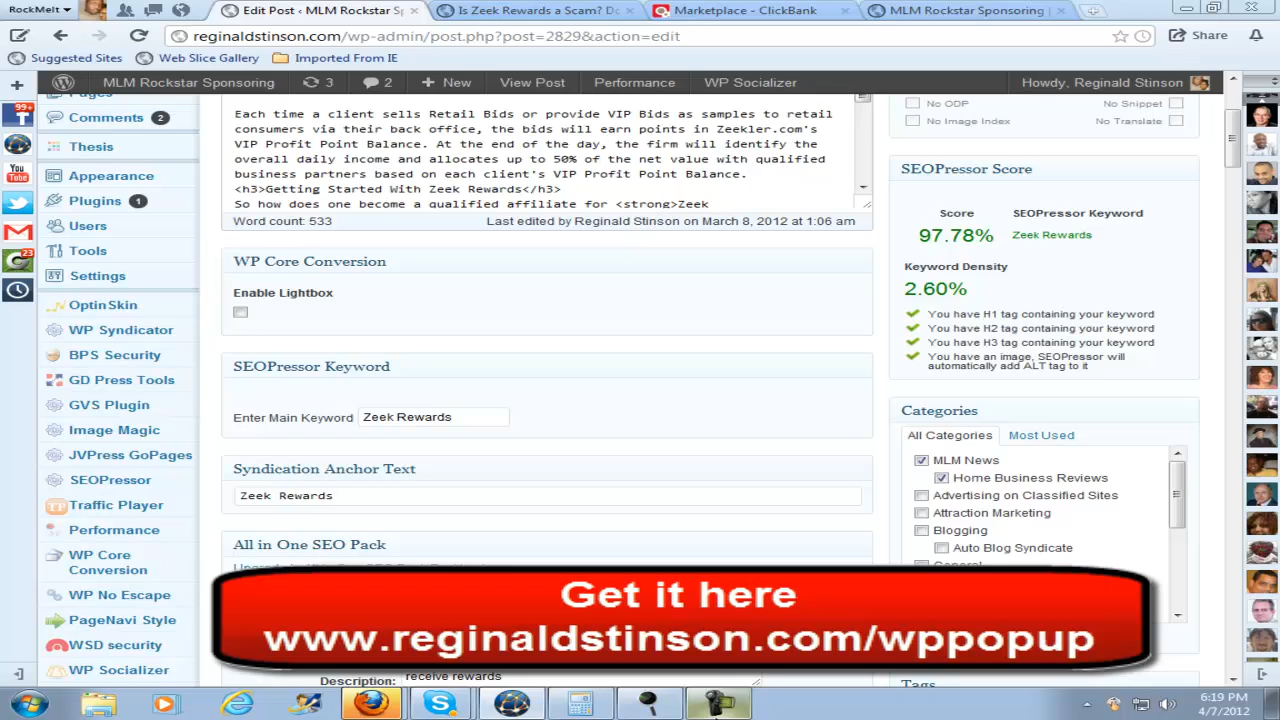 RockMelt
Edit Post ‹ MLM Rockstar Sp
Is Zeek Rewards a Scam? Do
Marketplace - ClickBank
MLM Rockstar Sponsoring |
reginaldstinson.com/wp-admin/post.php?post=2829&action=edit
Share
Suggested Sites
Web Slice Gallery
Imported From IE
MLM Rockstar Sponsoring
3
2
New
View Post
Performance
WP Socializer
Howdy, Reginald Stinson
99+
Pages
Comments 2
Thesis
Appearance
Plugins 1
Users
Tools
Settings
OptinSkin
WP Syndicator
BPS Security
GD Press Tools
GVS Plugin
Image Magic
JVPress GoPages
SEOPressor
Traffic Player
Performance
WP Core
Conversion
WP No Escape
PageNavi Style
WSD security
WP Socializer
You
Tube
23
Each time a client sells Retail Bids or provide VIP Bids as samples to retail
consumers via their back office, the bids will earn points in Zeekler.com's
VIP Profit Point Balance. At the end of the day, the firm will identify the
overall daily income and allocates up to 50% of the net value with qualified
business partners based on each client's VIP Profit Point Balance.
<h3>Getting Started With Zeek Rewards</h3>
So how does one become a qualified affiliate for <strong>Zeek
Word count: 533
Last edited by Reginald Stinson on March 8, 2012 at 1:06 am
WP Core Conversion
Enable Lightbox
SEOPressor Keyword
Enter Main Keyword Zeek Rewards
Syndication Anchor Text
Zeek Rewards
All in One SEO Pack
Description:
receive rewards
No ODP
No Snippet
No Image Index
No Translate
SEOPressor Score
Score
SEOPressor Keyword
97.78%
Zeek Rewards
Keyword Density
2.60%
You have H1 tag containing your keyword
You have H2 tag containing your keyword
You have H3 tag containing your keyword
You have an image, SEOPressor will
automatically add ALT tag to it
Categories
All Categories
Most Used
MLM News
Home Business Reviews
Advertising on Classified Sites
Attraction Marketing
Blogging
Auto Blog Syndicate
General
Tags
Get it here
www.reginaldstinson.com/wppopup
6:19 PM
4/7/2012